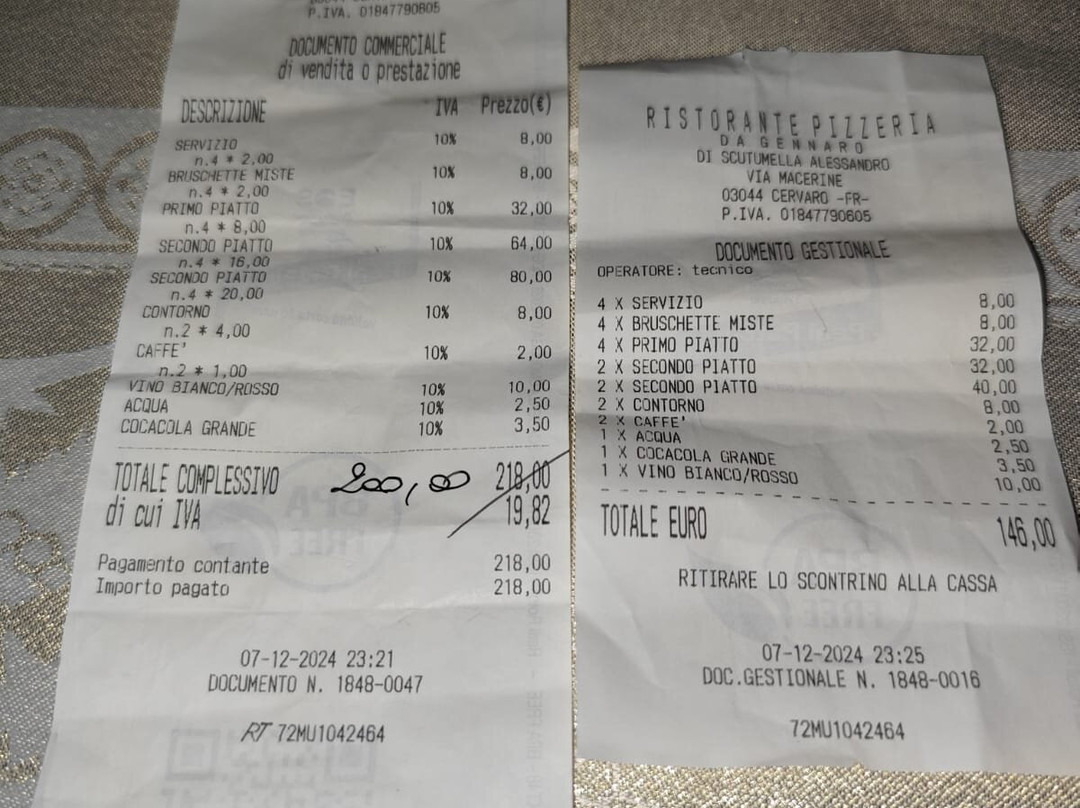 P.IVA. 01847790605
DOCUMENTO COMMERCIALE
di vendita o prestazione
DESCRIZIONE IVA Prezzo(€)
SERVIZIO 10% 8,00
n.4 * 2,00
BRUSCHETTE MISTE 10% 8,00
n.4 * 2,00
PRIMO PIATTO 10% 32,00
n.4 * 8,00
SECONDO PIATTO 10% 64,00
n.4 * 16,00
SECONDO PIATTO 10% 80,00
n.4 * 20,00
CONTORNO 10% 8,00
n.2 * 4,00
CAFFE' 10% 2,00
n.2 * 1,00
VINO BIANCO/ROSSO 10% 10,00
ACQUA 10% 2,50
COCACOLA GRANDE 10% 3,50
TOTALE COMPLESSIVO 200,00 218,00
di cui IVA 19,82
Pagamento contante 218,00
Importo pagato 218,00
07-12-2024 23:21
DOCUMENTO N. 1848-0047
RT 72MU1042464
RISTORANTE PIZZERIA
DA GENNARO
DI SCUTUMELLA ALESSANDRO
VIA MACERINE
03044 CERVARO -FR-
P.IVA. 01847790605
DOCUMENTO GESTIONALE
OPERATORE: tecnico
4 X SERVIZIO 8,00
4 X BRUSCHETTE MISTE 8,00
4 X PRIMO PIATTO 32,00
2 X SECONDO PIATTO 32,00
2 X SECONDO PIATTO 40,00
2 X CONTORNO 8,00
2 X CAFFE' 2,00
1 X ACQUA 2,50
1 X COCACOLA GRANDE 3,50
1 X VINO BIANCO/ROSSO 10,00
TOTALE EURO 146,00
RITIRARE LO SCONTRINO ALLA CASSA
07-12-2024 23:25
DOC.GESTIONALE N. 1848-0016
72MU1042464